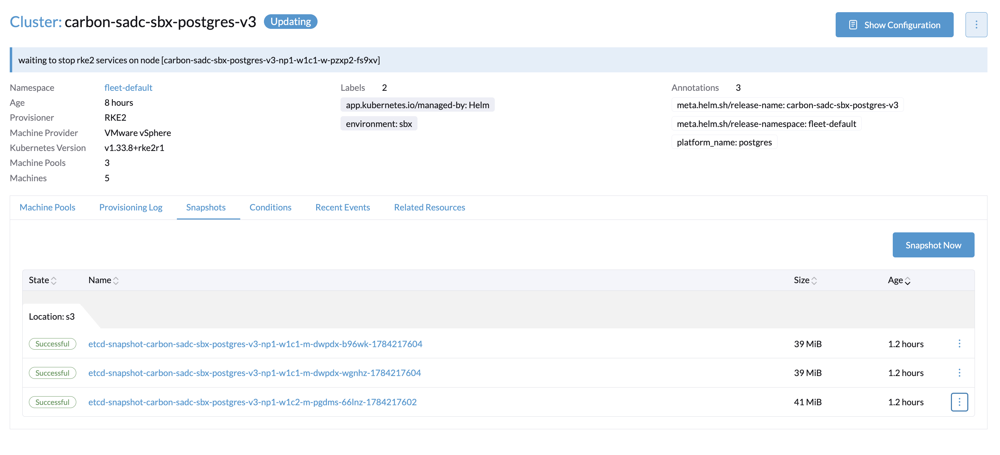 Cluster: carbon-sadc-sbx-postgres-v3 Updating
Show Configuration
waiting to stop rke2 services on node [carbon-sadc-sbx-postgres-v3-np1-w1c1-w-pzxp2-fs9xv]
Namespace fleet-default
Age 8 hours
Provisioner RKE2
Machine Provider VMware vSphere
Kubernetes Version v1.33.8+rke2r1
Machine Pools 3
Machines 5
Labels 2
app.kubernetes.io/managed-by: Helm
environment: sbx
Annotations 3
meta.helm.sh/release-name: carbon-sadc-sbx-postgres-v3
meta.helm.sh/release-namespace: fleet-default
platform_name: postgres
Machine Pools Provisioning Log Snapshots Conditions Recent Events Related Resources
Snapshot Now
State Name Size Age
Location: s3
Successful etcd-snapshot-carbon-sadc-sbx-postgres-v3-np1-w1c1-m-dwpdx-b96wk-1784217604 39 MiB 1.2 hours
Successful etcd-snapshot-carbon-sadc-sbx-postgres-v3-np1-w1c1-m-dwpdx-wgnhz-1784217604 39 MiB 1.2 hours
Successful etcd-snapshot-carbon-sadc-sbx-postgres-v3-np1-w1c2-m-pgdms-66lnz-1784217602 41 MiB 1.2 hours